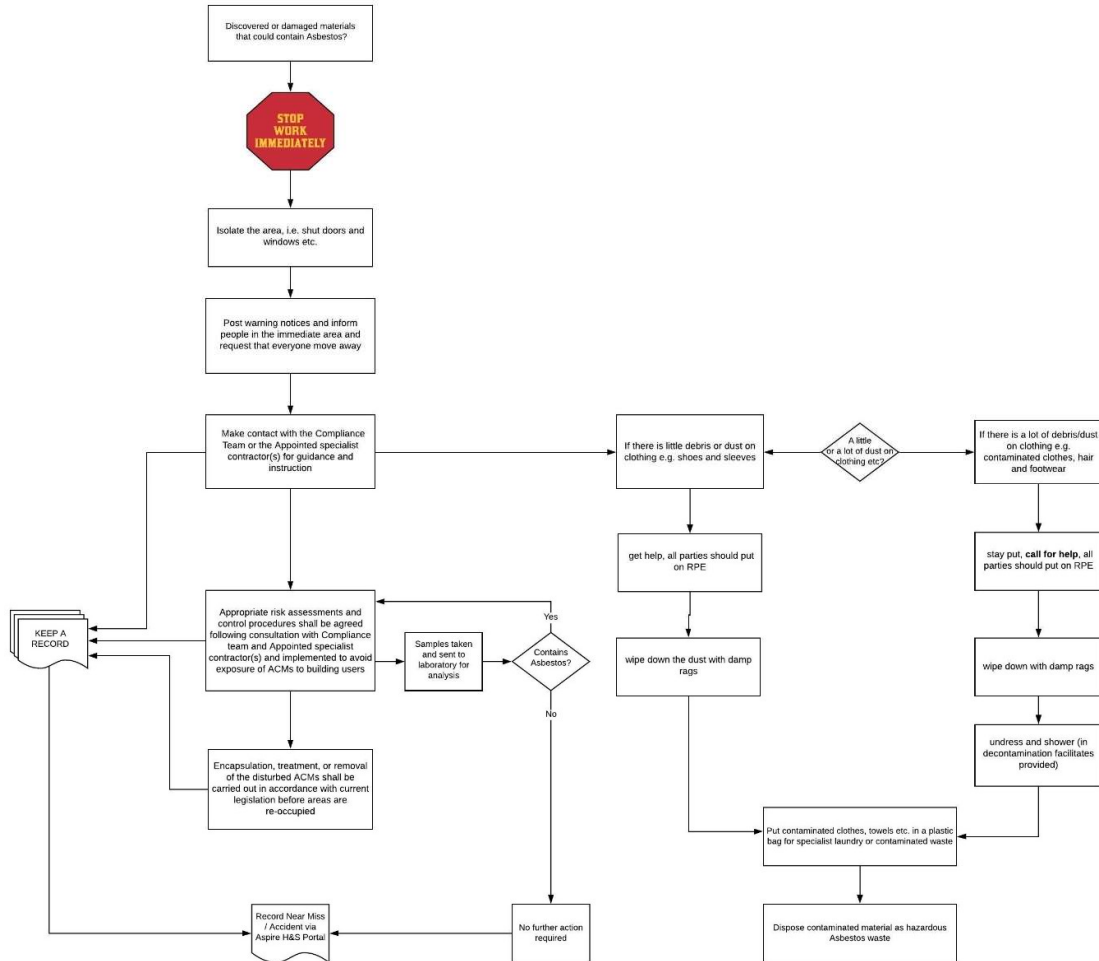 Discovered or damaged materials
that could contain Asbestos?
STOP
WORK
IMMEDIATELY
Isolate the area, i.e. shut doors and
windows etc.
Post warning notices and inform
people in the immediate area and
request that everyone move away
Make contact with the Compliance
Team or the Appointed specialist
contractor(s) for guidance and
instruction
If there is little debris or dust on
clothing e.g. shoes and sleeves
A little
or a lot of dust on
clothing etc?
If there is a lot of debris/dust
on clothing e.g.
contaminated clothes, hair
and footwear
get help, all parties should put
on RPE
stay put, call for help, all
parties should put on RPE
KEEP A
RECORD
Appropriate risk assessments and
control procedures shall be agreed
following consultation with Compliance
team and Appointed specialist
contractor(s) and implemented to avoid
exposure of ACMs to building users
Samples taken
and sent to
laboratory for
analysis
Yes
Contains
Asbestos?
No
wipe down the dust with damp
rags
wipe down with damp rags
undress and shower (in
decontamination facilitates
provided)
Encapsulation, treatment, or removal
of the disturbed ACMs shall be
carried out in accordance with current
legislation before areas are
re-occupied
Put contaminated clothes, towels etc. in a plastic
bag for specialist laundry or contaminated waste
Record Near Miss
/ Accident via
Aspire H&S Portal
No further action
required
Dispose contaminated material as hazardous
Asbestos waste